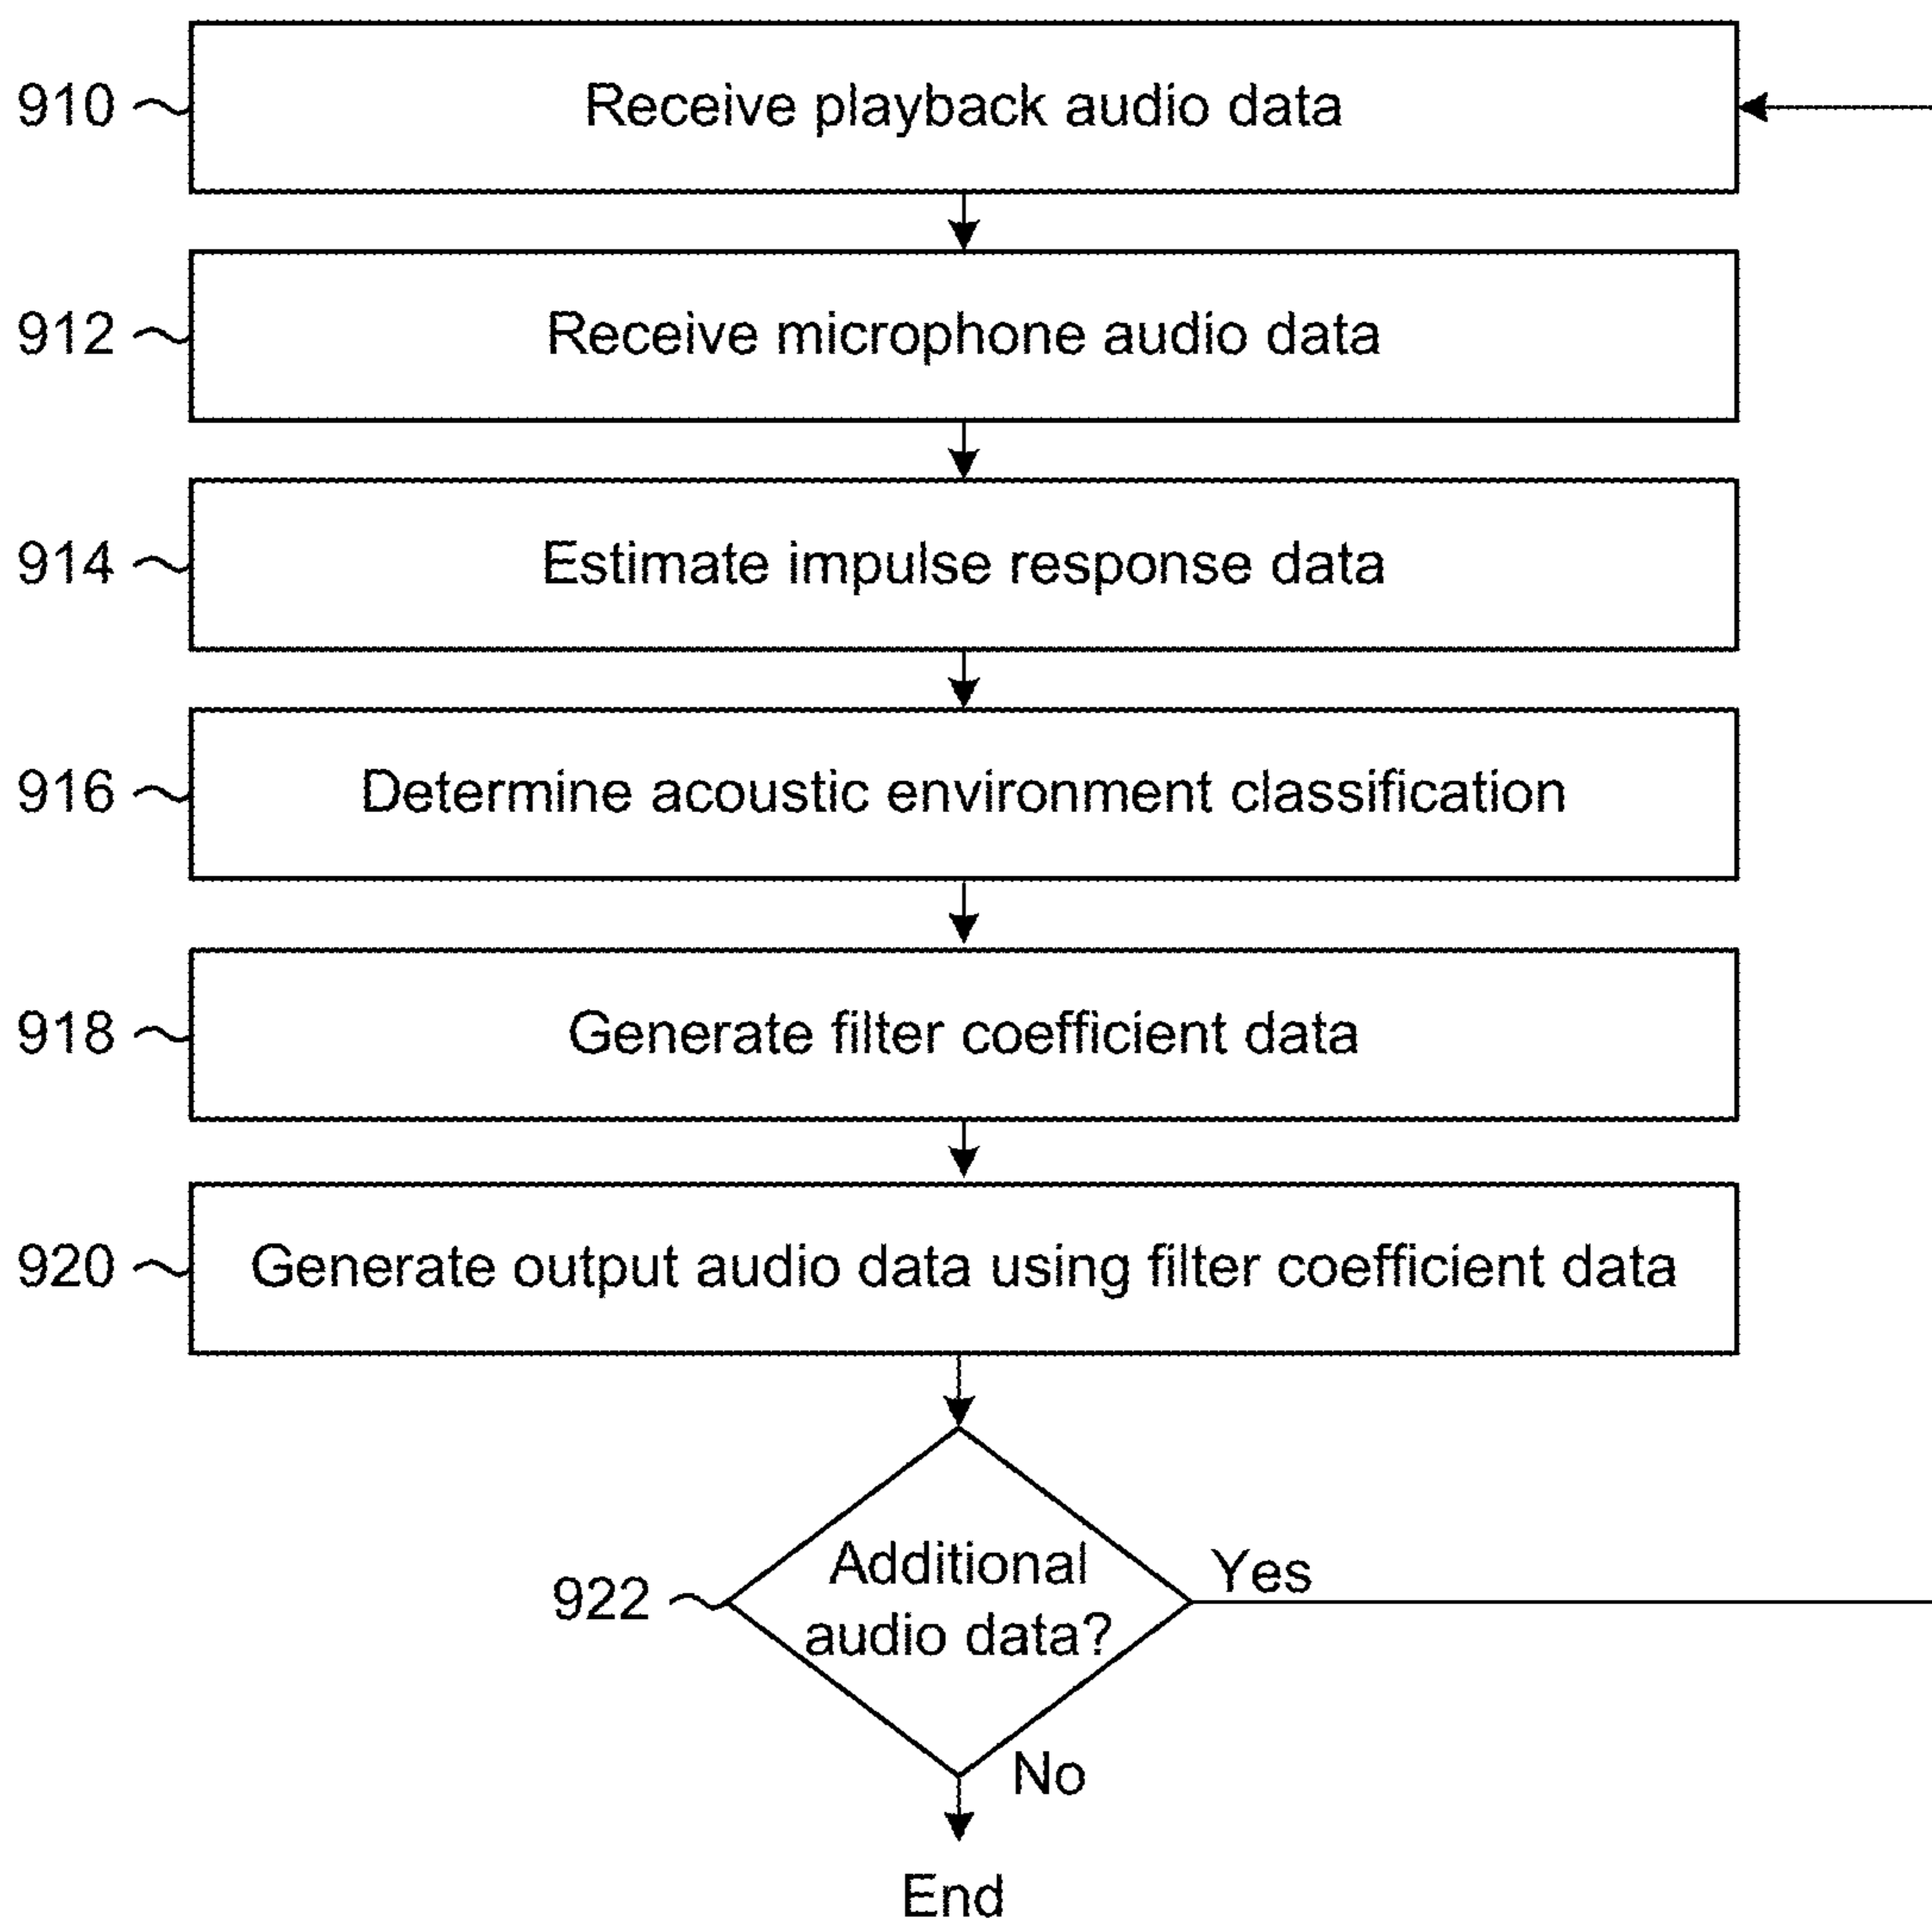 910 Receive playback audio data
912 Receive microphone audio data
914 Estimate impulse response data
916 Determine acoustic environment classification
918 Generate filter coefficient data
920 Generate output audio data using filter coefficient data
Additional
922 audio data?
Yes
No
End